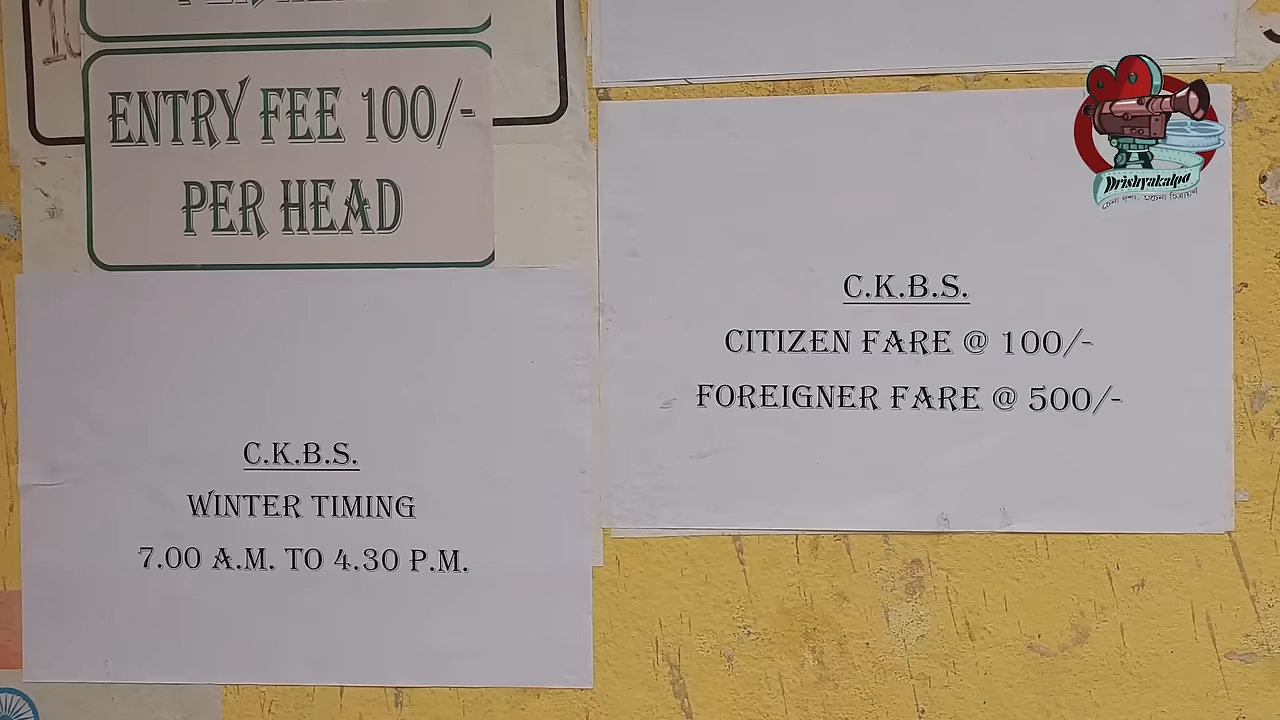 ENTRY FEE 100/-
PER HEAD
C.K.B.S.
WINTER TIMING
7.00 A.M. TO 4.30 P.M.
C.K.B.S.
CITIZEN FARE @ 100/-
FOREIGNER FARE @ 500/-
Drishyakalpa